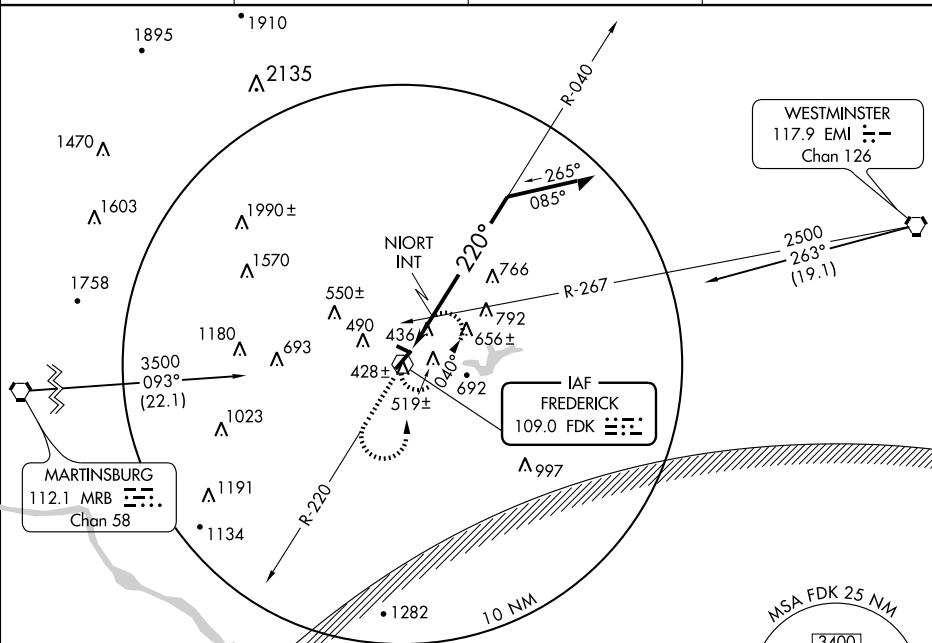 1910
1895
2135
R-040
WESTMINSTER
117.9 EMI
Chan 126
1470
265°
085°
1603
1990±
NIORT
INT
220°
2500
263°
(19.1)
1570
766
R-267
1758
550±
792
490
436
656±
1180
693
3500
093°
(22.1)
428±
040°
692
519±
IAF
FREDERICK
109.0 FDK
1023
MARTINSBURG
112.1 MRB
Chan 58
997
1191
R-220
1134
1282
10 NM
MSA FDK 25 NM
3400